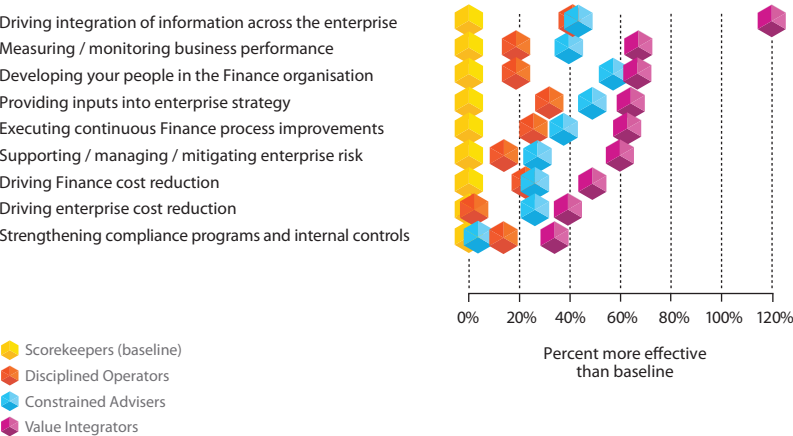 Driving integration of information across the enterprise
Measuring / monitoring business performance
Developing your people in the Finance organisation
Providing inputs into enterprise strategy
Executing continuous Finance process improvements
Supporting / managing / mitigating enterprise risk
Driving Finance cost reduction
Driving enterprise cost reduction
Strengthening compliance programs and internal controls
0% 20% 40% 60% 80% 100% 120%
Percent more effective
than baseline
Scorekeepers (baseline)
Disciplined Operators
Constrained Advisers
Value Integrators